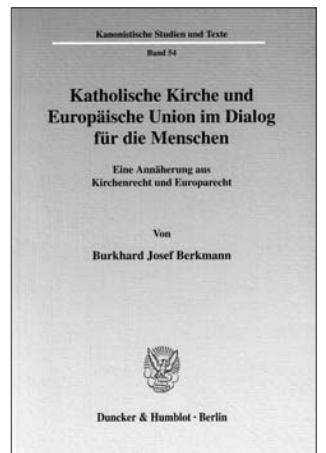 Kanonistische Studien und Texte
Band 54
Katholische Kirche und
Europäische Union im Dialog
für die Menschen
Eine Annäherung aus
Kirchenrecht und Europarecht
Von
Burkhard Josef Berkmann
Duncker & Humblot · Berlin